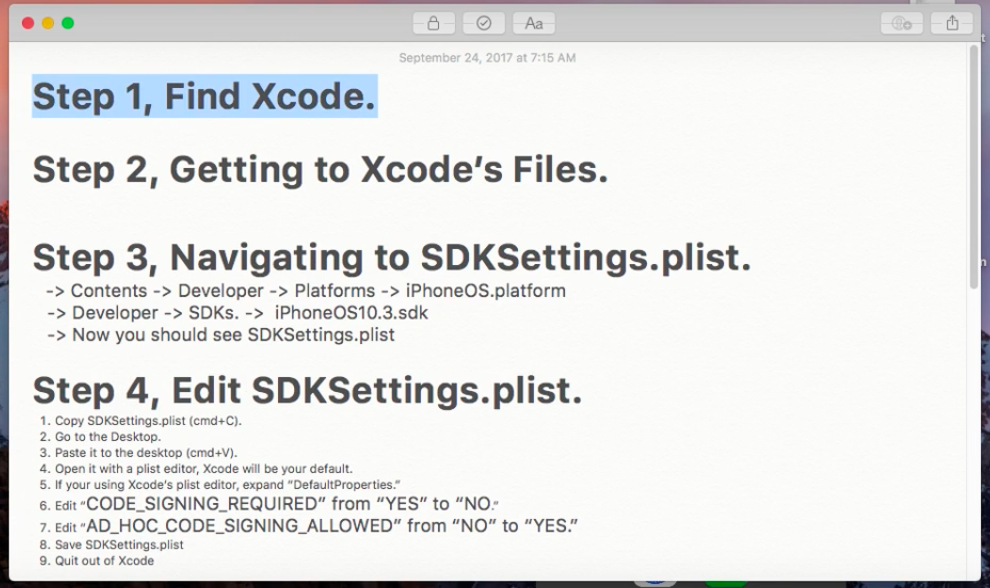 Aa
September 24, 2017 at 7:15 AM
Step 1, Find Xcode.
Step 2, Getting to Xcode’s Files.
Step 3, Navigating to SDKSettings.plist.
-> Contents -> Developer -> Platforms -> iPhoneOS.platform
-> Developer -> SDKs. -> iPhoneOS10.3.sdk
-> Now you should see SDKSettings.plist
Step 4, Edit SDKSettings.plist.
1. Copy SDKSettings.plist (cmd+C).
2. Go to the Desktop.
3. Paste it to the desktop (cmd+V).
4. Open it with a plist editor, Xcode will be your default.
5. If your using Xcode’s plist editor, expand “DefaultProperties.”
6. Edit “CODE_SIGNING_REQUIRED” from “YES” to “NO.”
7. Edit “AD_HOC_CODE_SIGNING_ALLOWED” from “NO” to “YES.”
8. Save SDKSettings.plist
9. Quit out of Xcode